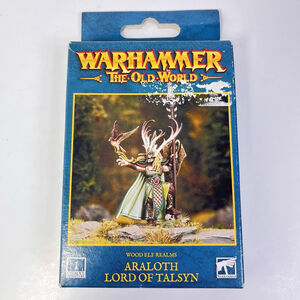 WARHAMMER
THE OLD WORLD
WOOD ELF REALMS
ARALOTH
LORD OF TALSYN